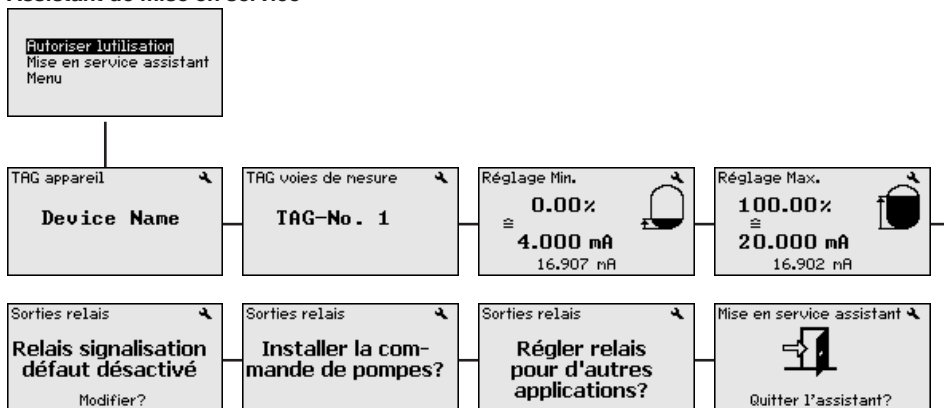 Assistant de mise en service
Autoriser lutilisation
Mise en service assistant
Menu
TAG appareil
Device Name
TAG voies de mesure
TAG-No. 1
Réglage Min.
0.00%
≙
4.000 mA
16.907 mA
Réglage Max.
100.00%
≙
20.000 mA
16.902 mA
Sorties relais
Relais signalisation
défaut désactivé
Modifier?
Sorties relais
Installer la com-
mande de pompes?
Sorties relais
Régler relais
pour d'autres
applications?
Mise en service assistant
Quitter l'assistant?